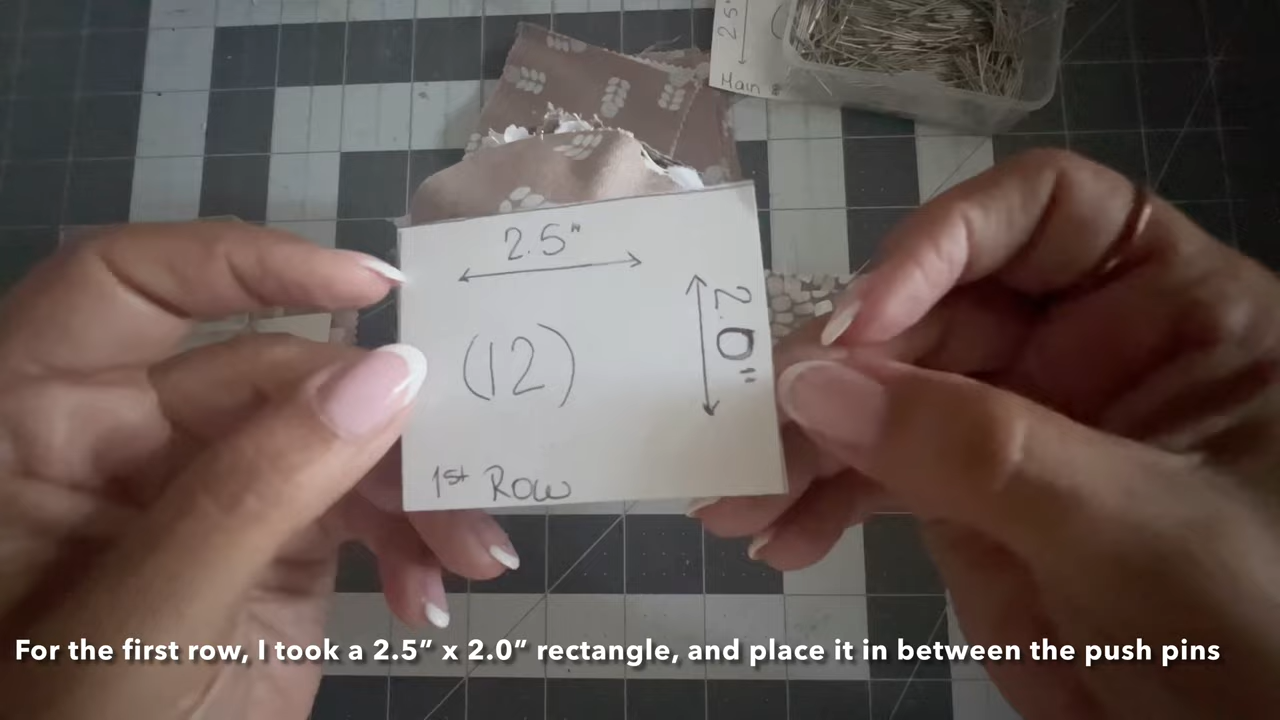 2.5"
Main &
2.5"
2.0"
(12)
1st Row
For the first row, I took a 2.5” x 2.0” rectangle, and place it in between the push pins